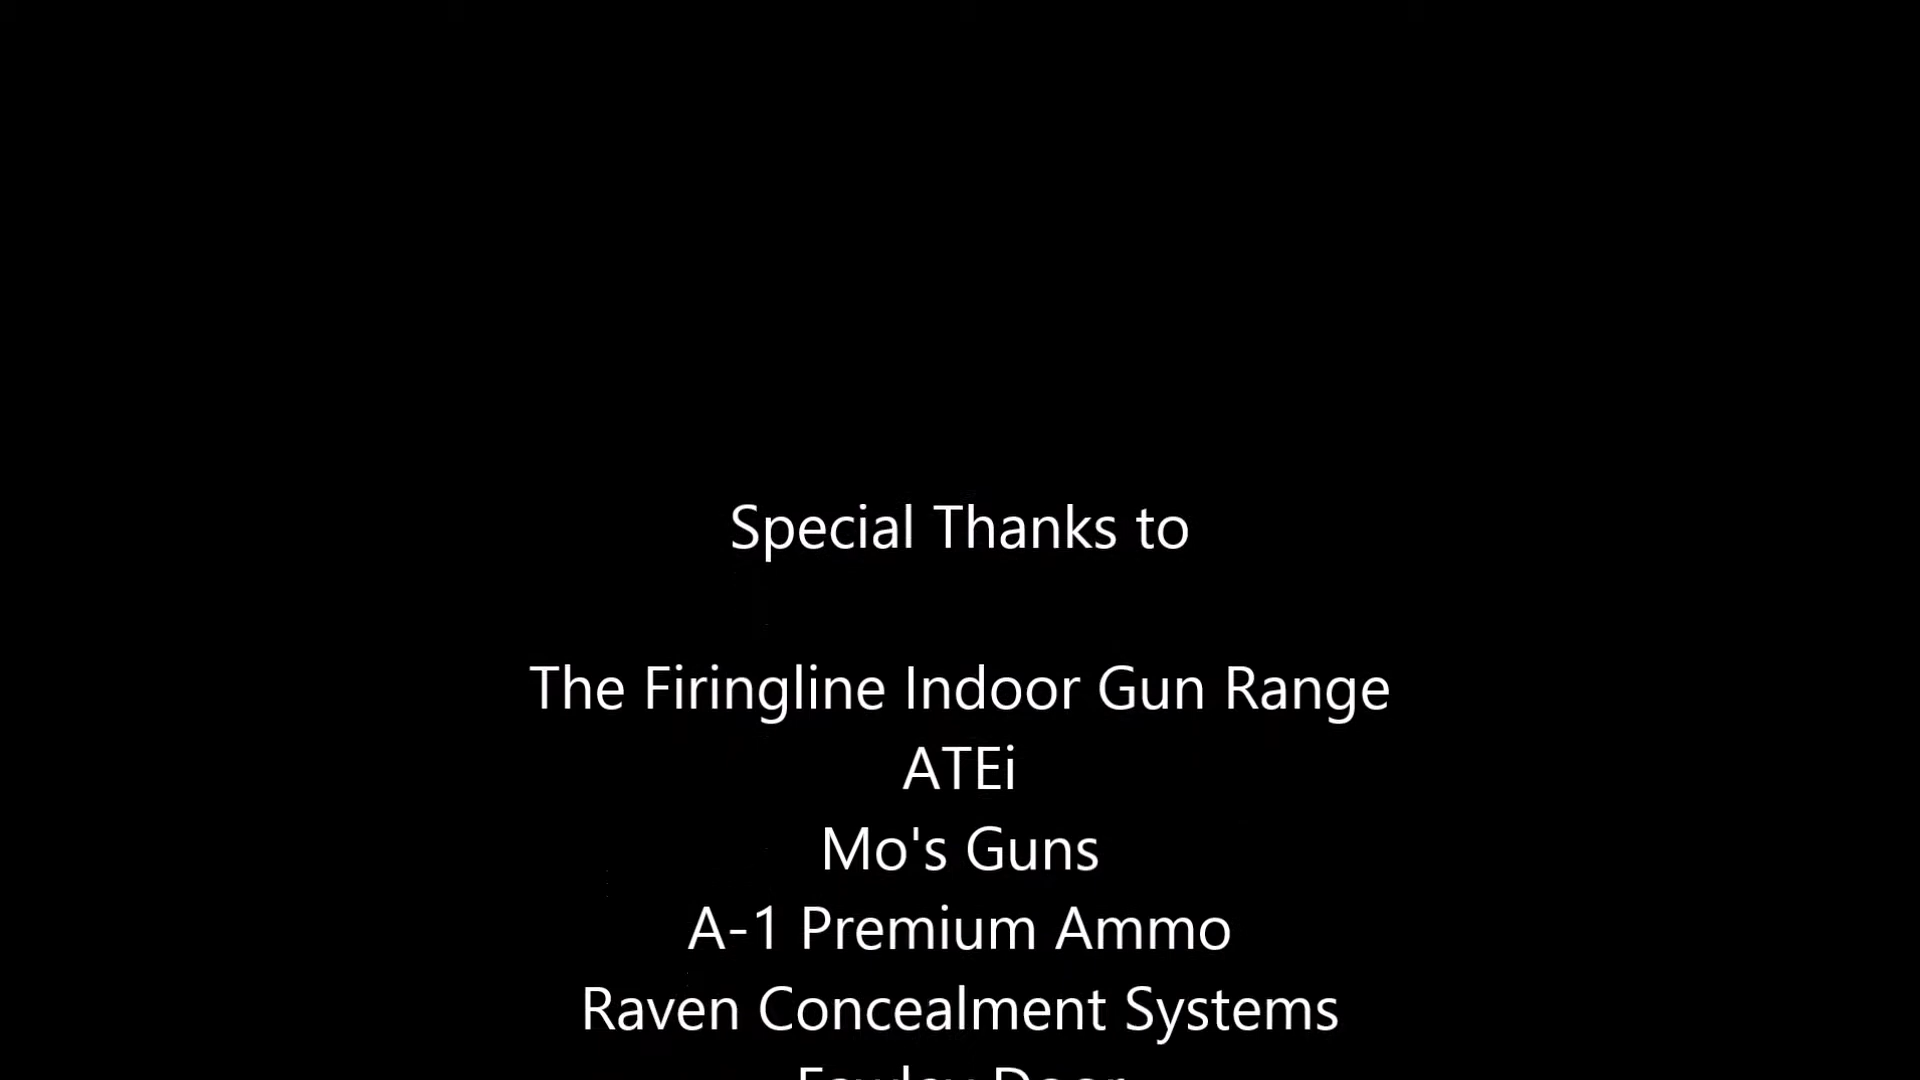 Special Thanks to
The Firingline Indoor Gun Range
ATEi
Mo's Guns
A-1 Premium Ammo
Raven Concealment Systems